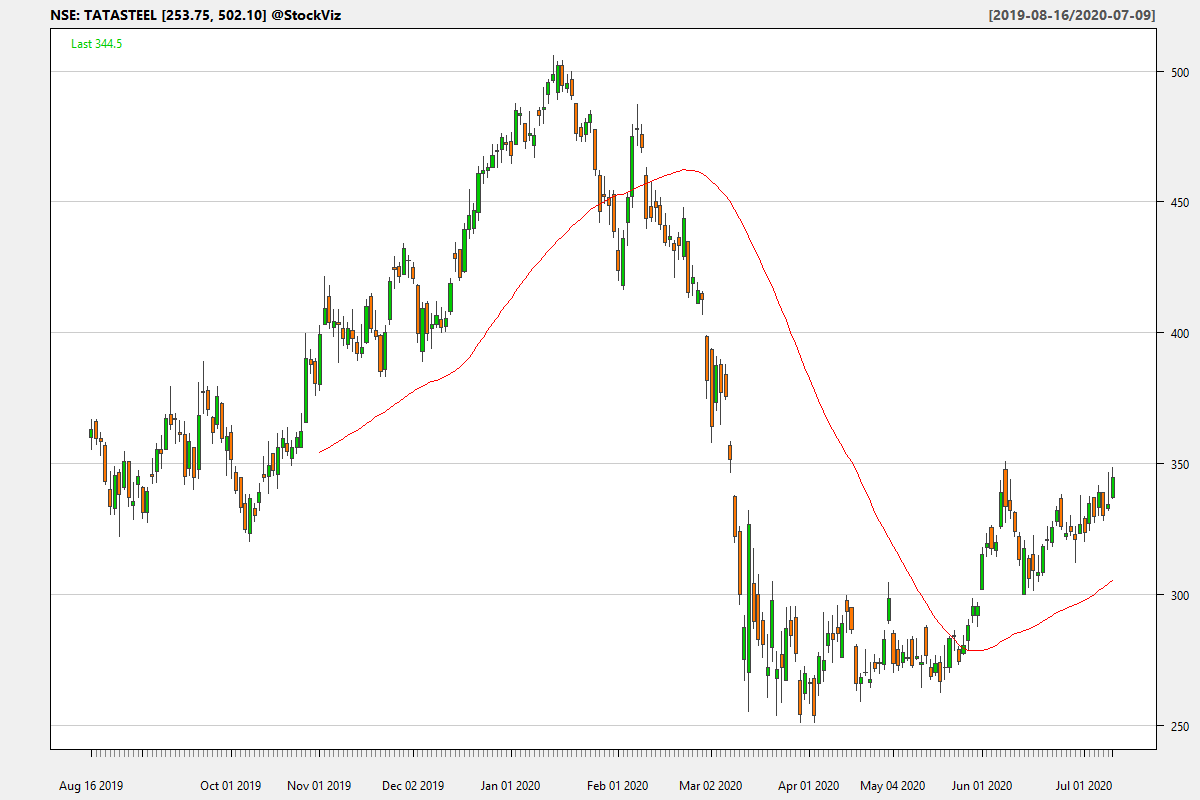 NSE: TATASTEEL [253.75, 502.10] @StockViz
[2019-08-16/2020-07-09]
Last 344.5
500
450
400
350
300
250
Aug 16 2019
Oct 01 2019
Nov 01 2019
Dec 02 2019
Jan 01 2020
Feb 01 2020
Mar 02 2020
Apr 01 2020
May 04 2020
Jun 01 2020
Jul 01 2020